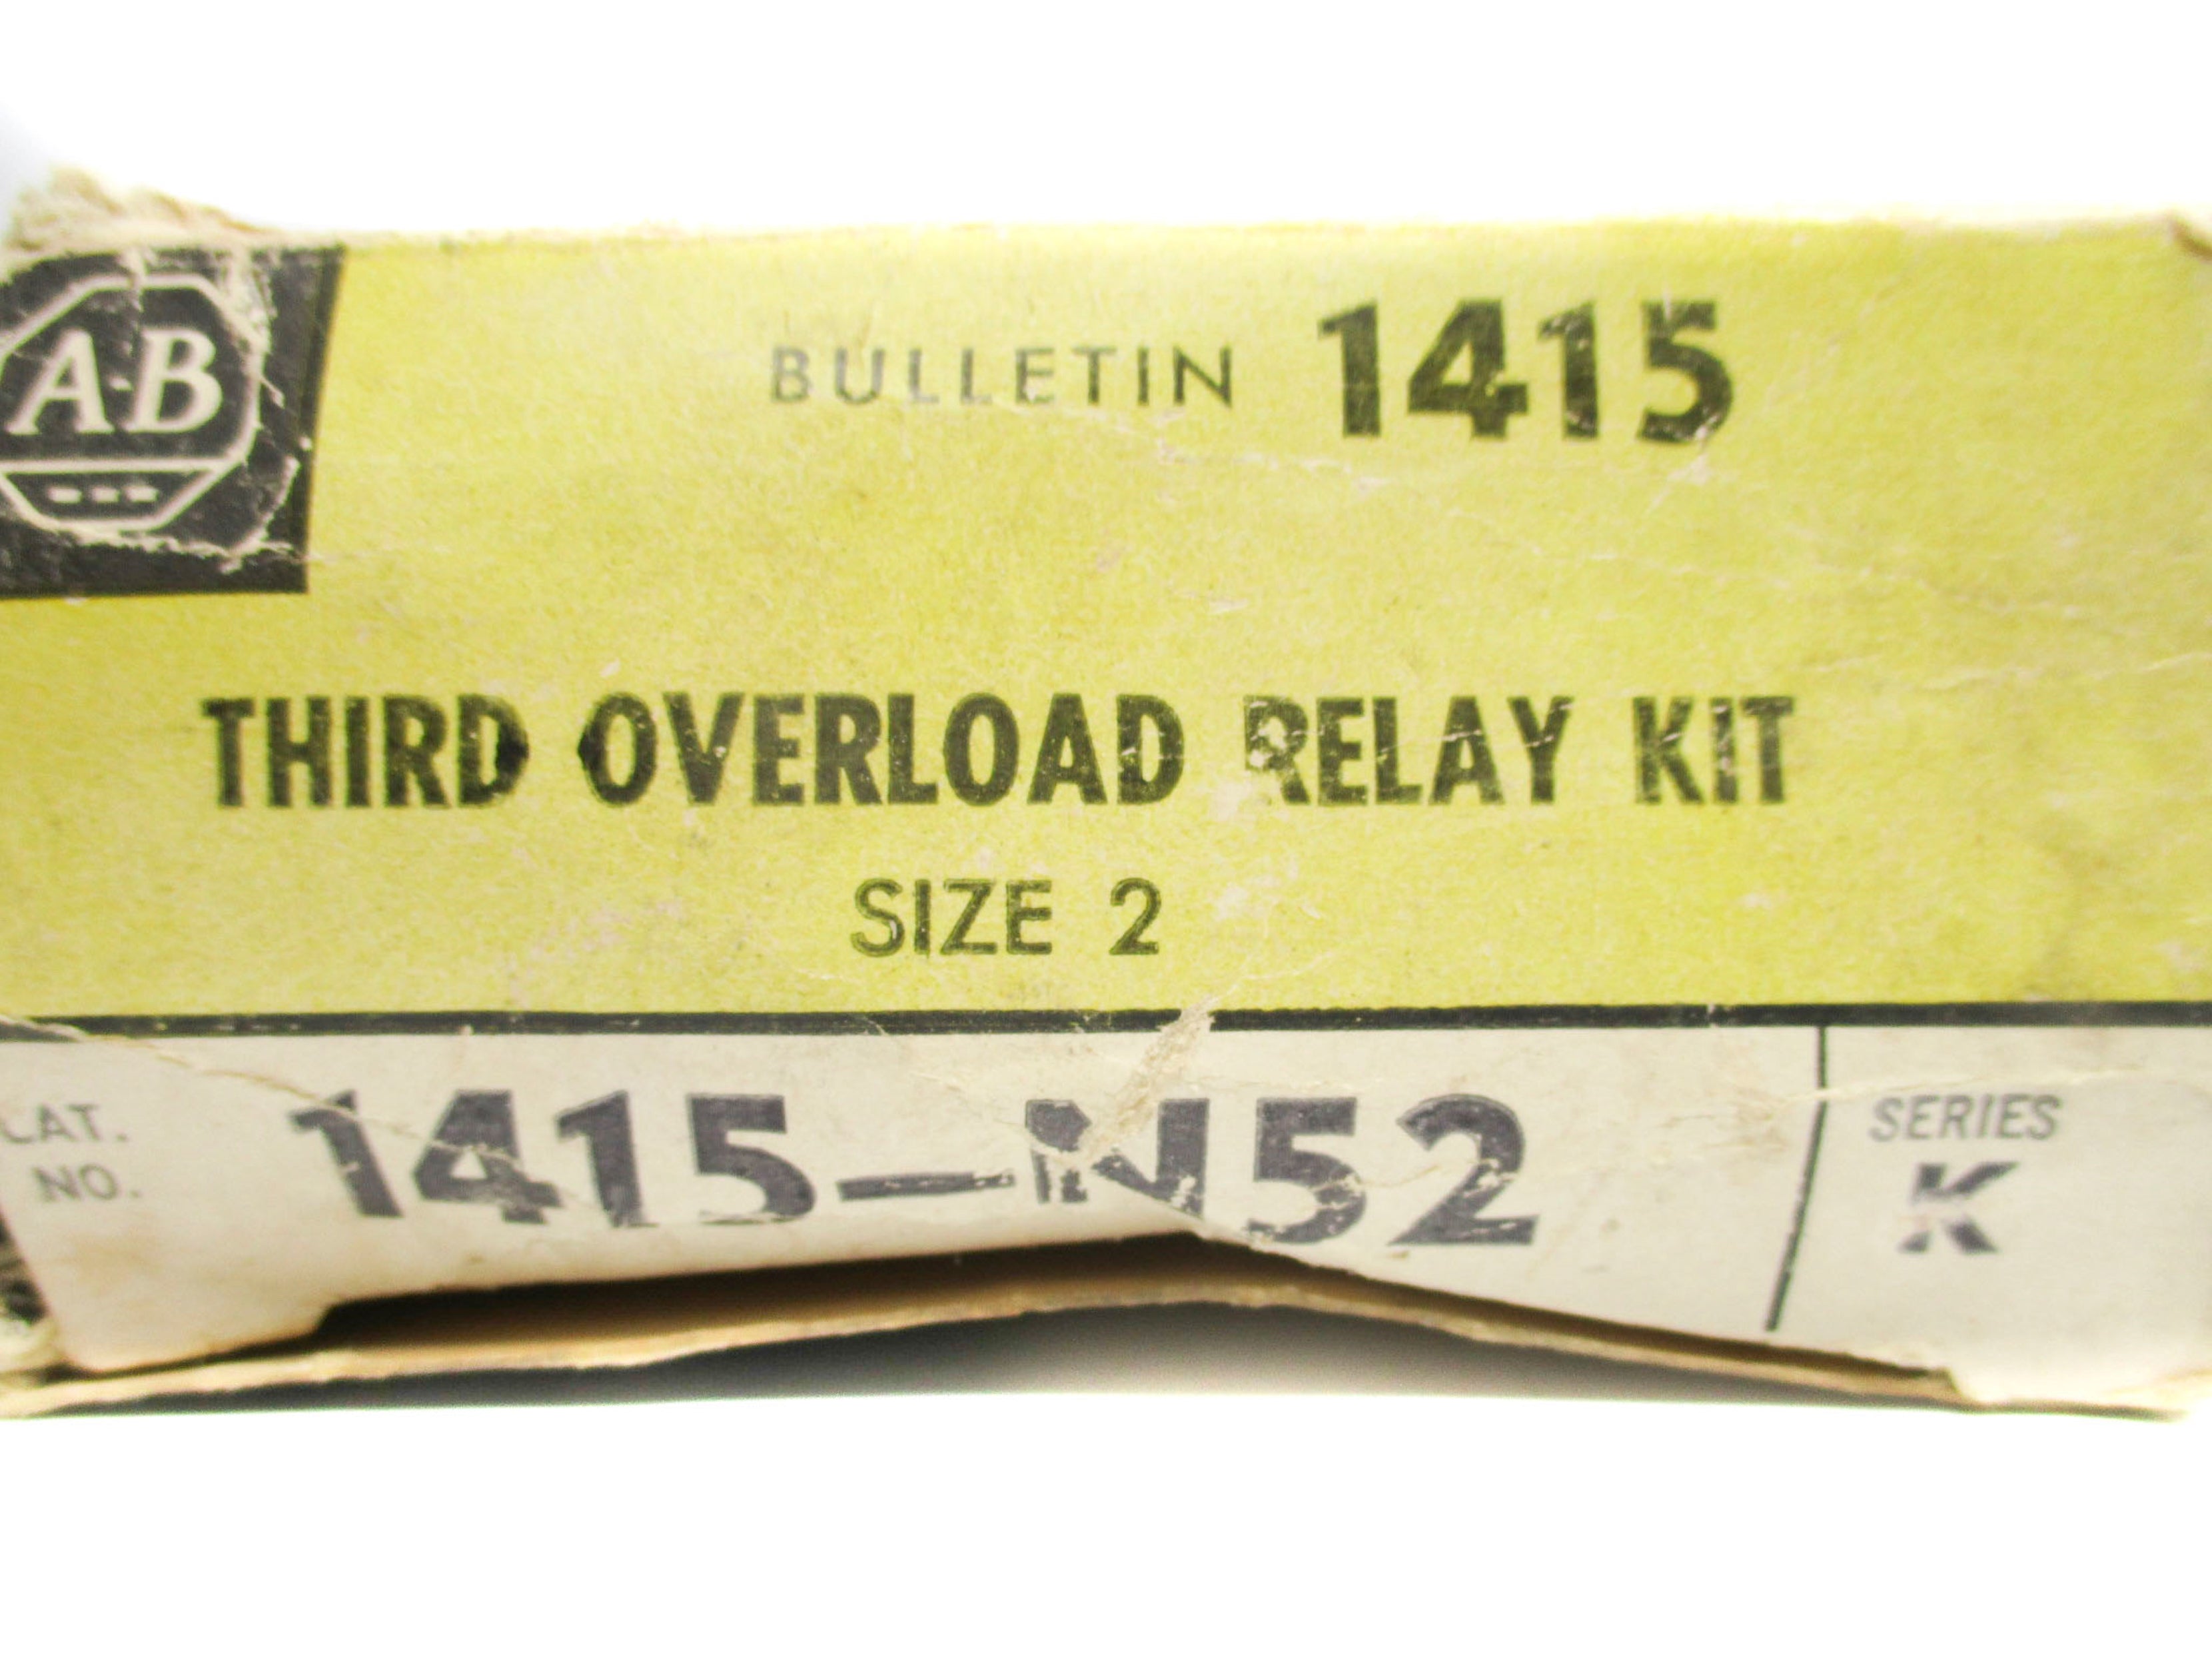 A-B
BULLETIN 1415
THIRD OVERLOAD RELAY KIT
SIZE 2
CAT. NO. 1415-N52
SERIES K